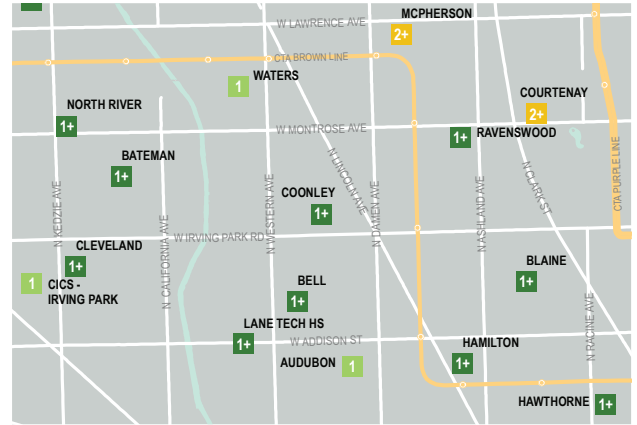 MCPHERSON
2+
W LAWRENCE AVE
CTA BROWN LINE
1
WATERS
COURTENAY
2+
NORTH RIVER
1+
W MONTROSE AVE
1+
RAVENSWOOD
BATEMAN
1+
N LINCOLN AVE
N CLARK ST
CTA PURPLE LINE
N KEDZIE AVE
N CALIFORNIA AVE
N WESTERN AVE
COONLEY
1+
N DAMEN AVE
N ASHLAND AVE
W IRVING PARK RD
CLEVELAND
1+
1
CICS -
IRVING PARK
BELL
1+
BLAINE
1+
N RACINE AVE
LANE TECH HS
1+
W ADDISON ST
AUDUBON
1
HAMILTON
1+
HAWTHORNE
1+